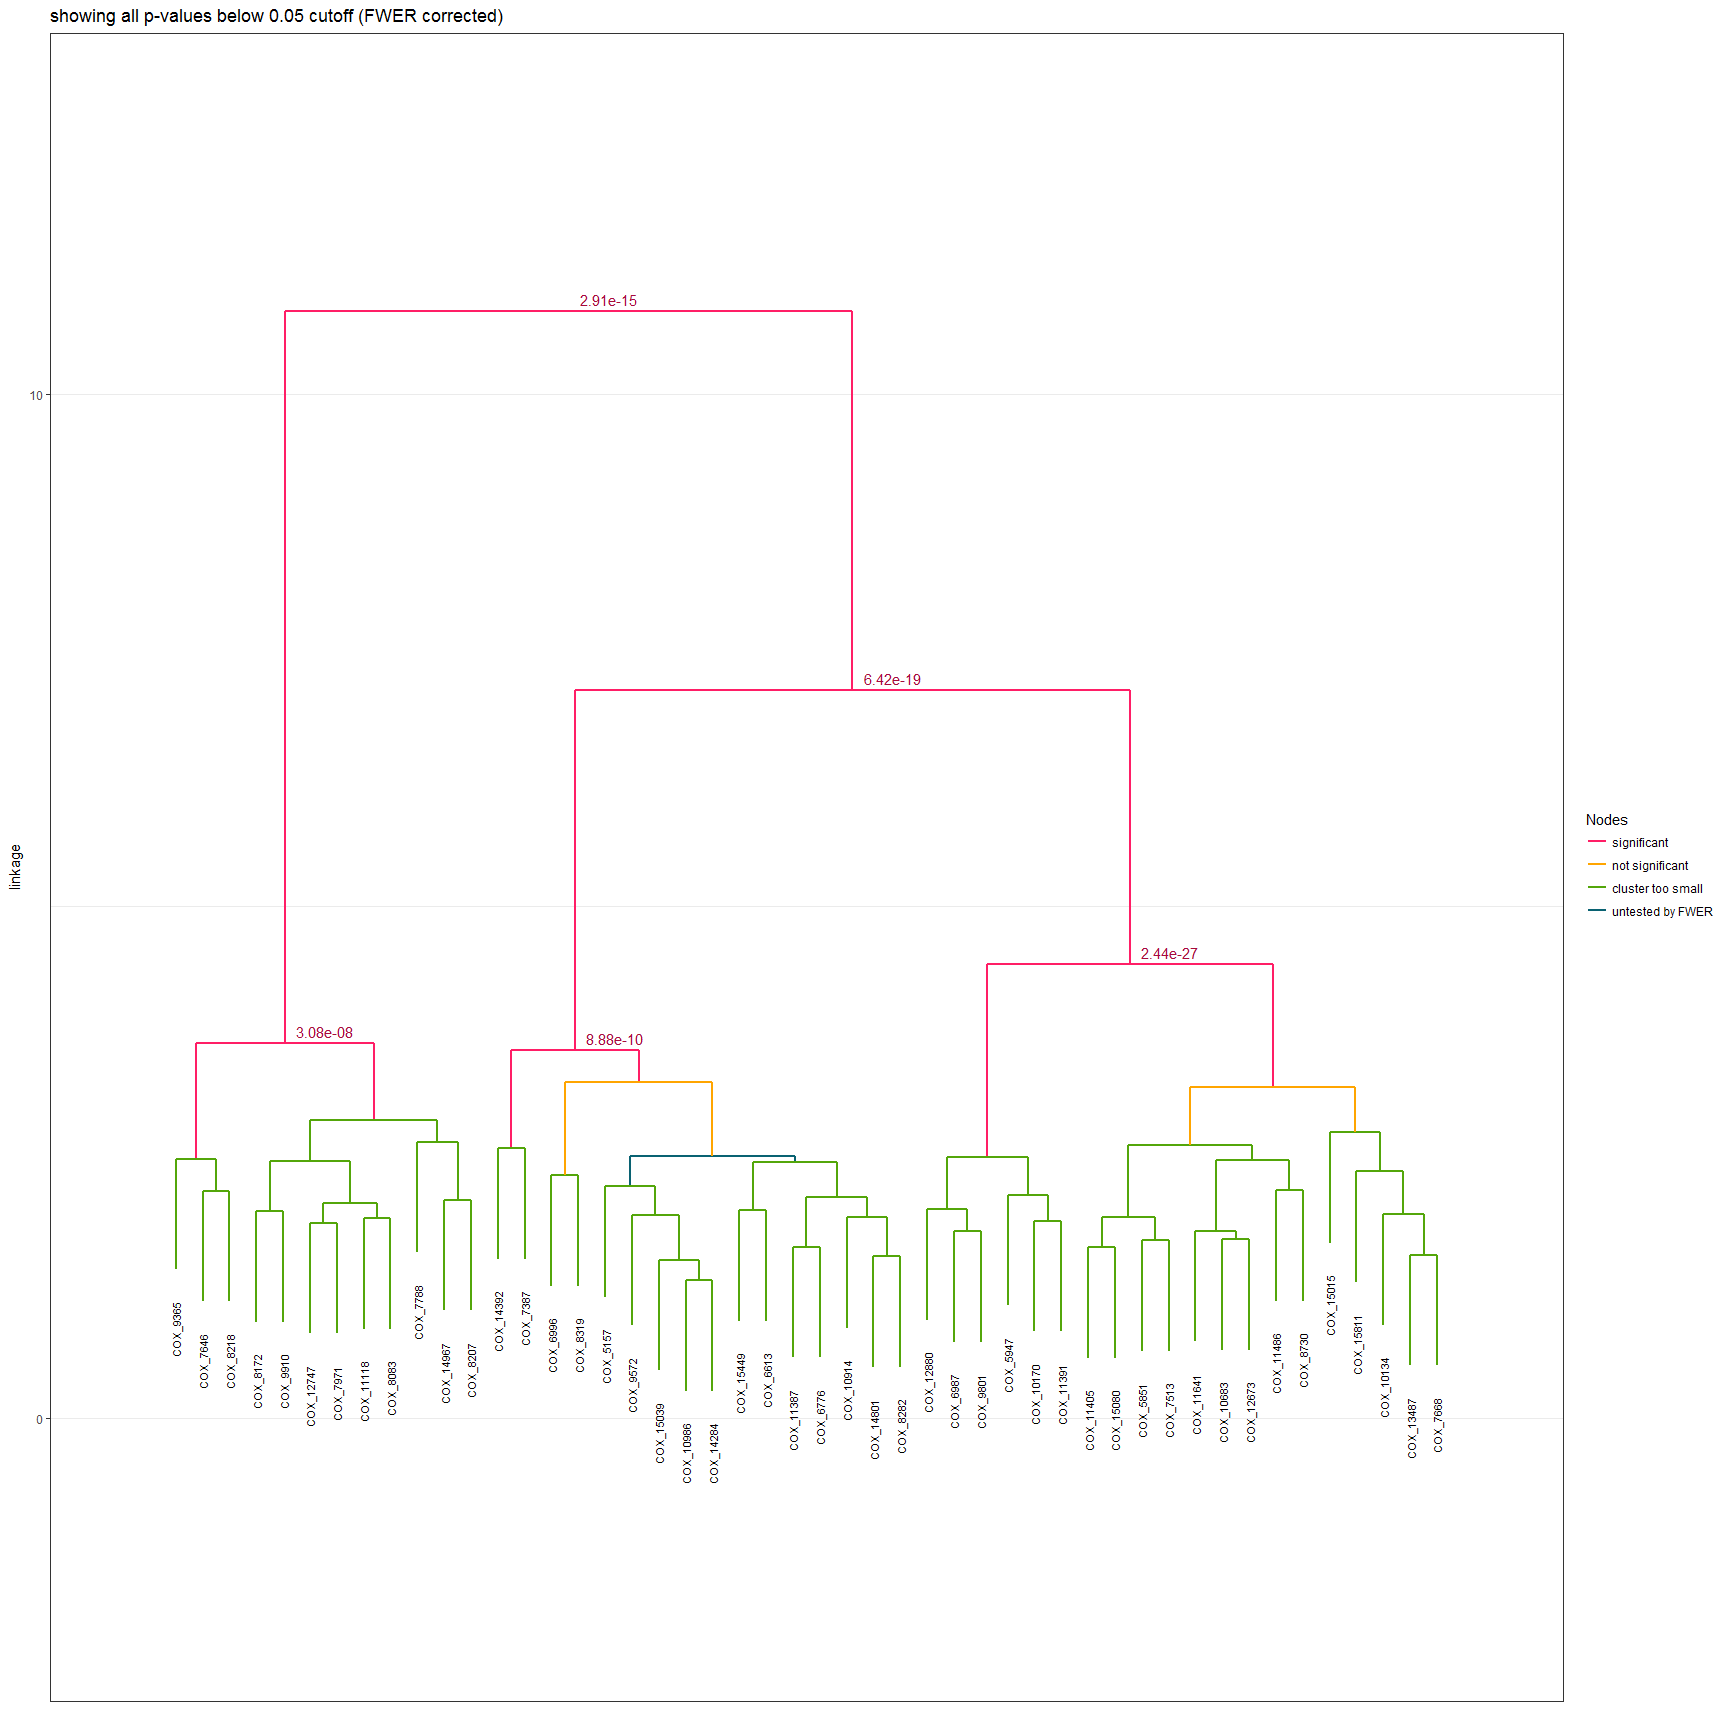 showing all p-values below 0.05 cutoff (FWER corrected)
2.91e-15
10
6.42e-19
linkage
Nodes
significant
not significant
cluster too small
untested by FWER
2.44e-27
3.08e-08
8.88e-10
0
COX_9365
COX_7646
COX_8218
COX_8172
COX_9910
COX_12747
COX_7971
COX_11118
COX_8083
COX_7788
COX_14967
COX_8207
COX_14392
COX_7387
COX_6996
COX_8319
COX_5157
COX_9572
COX_15039
COX_10986
COX_14284
COX_15449
COX_6613
COX_11387
COX_6776
COX_10914
COX_14801
COX_8282
COX_12880
COX_6987
COX_9801
COX_5947
COX_10170
COX_11391
COX_11405
COX_15080
COX_5851
COX_7513
COX_11641
COX_10683
COX_12673
COX_11486
COX_8730
COX_15015
COX_15811
COX_10134
COX_13487
COX_7668